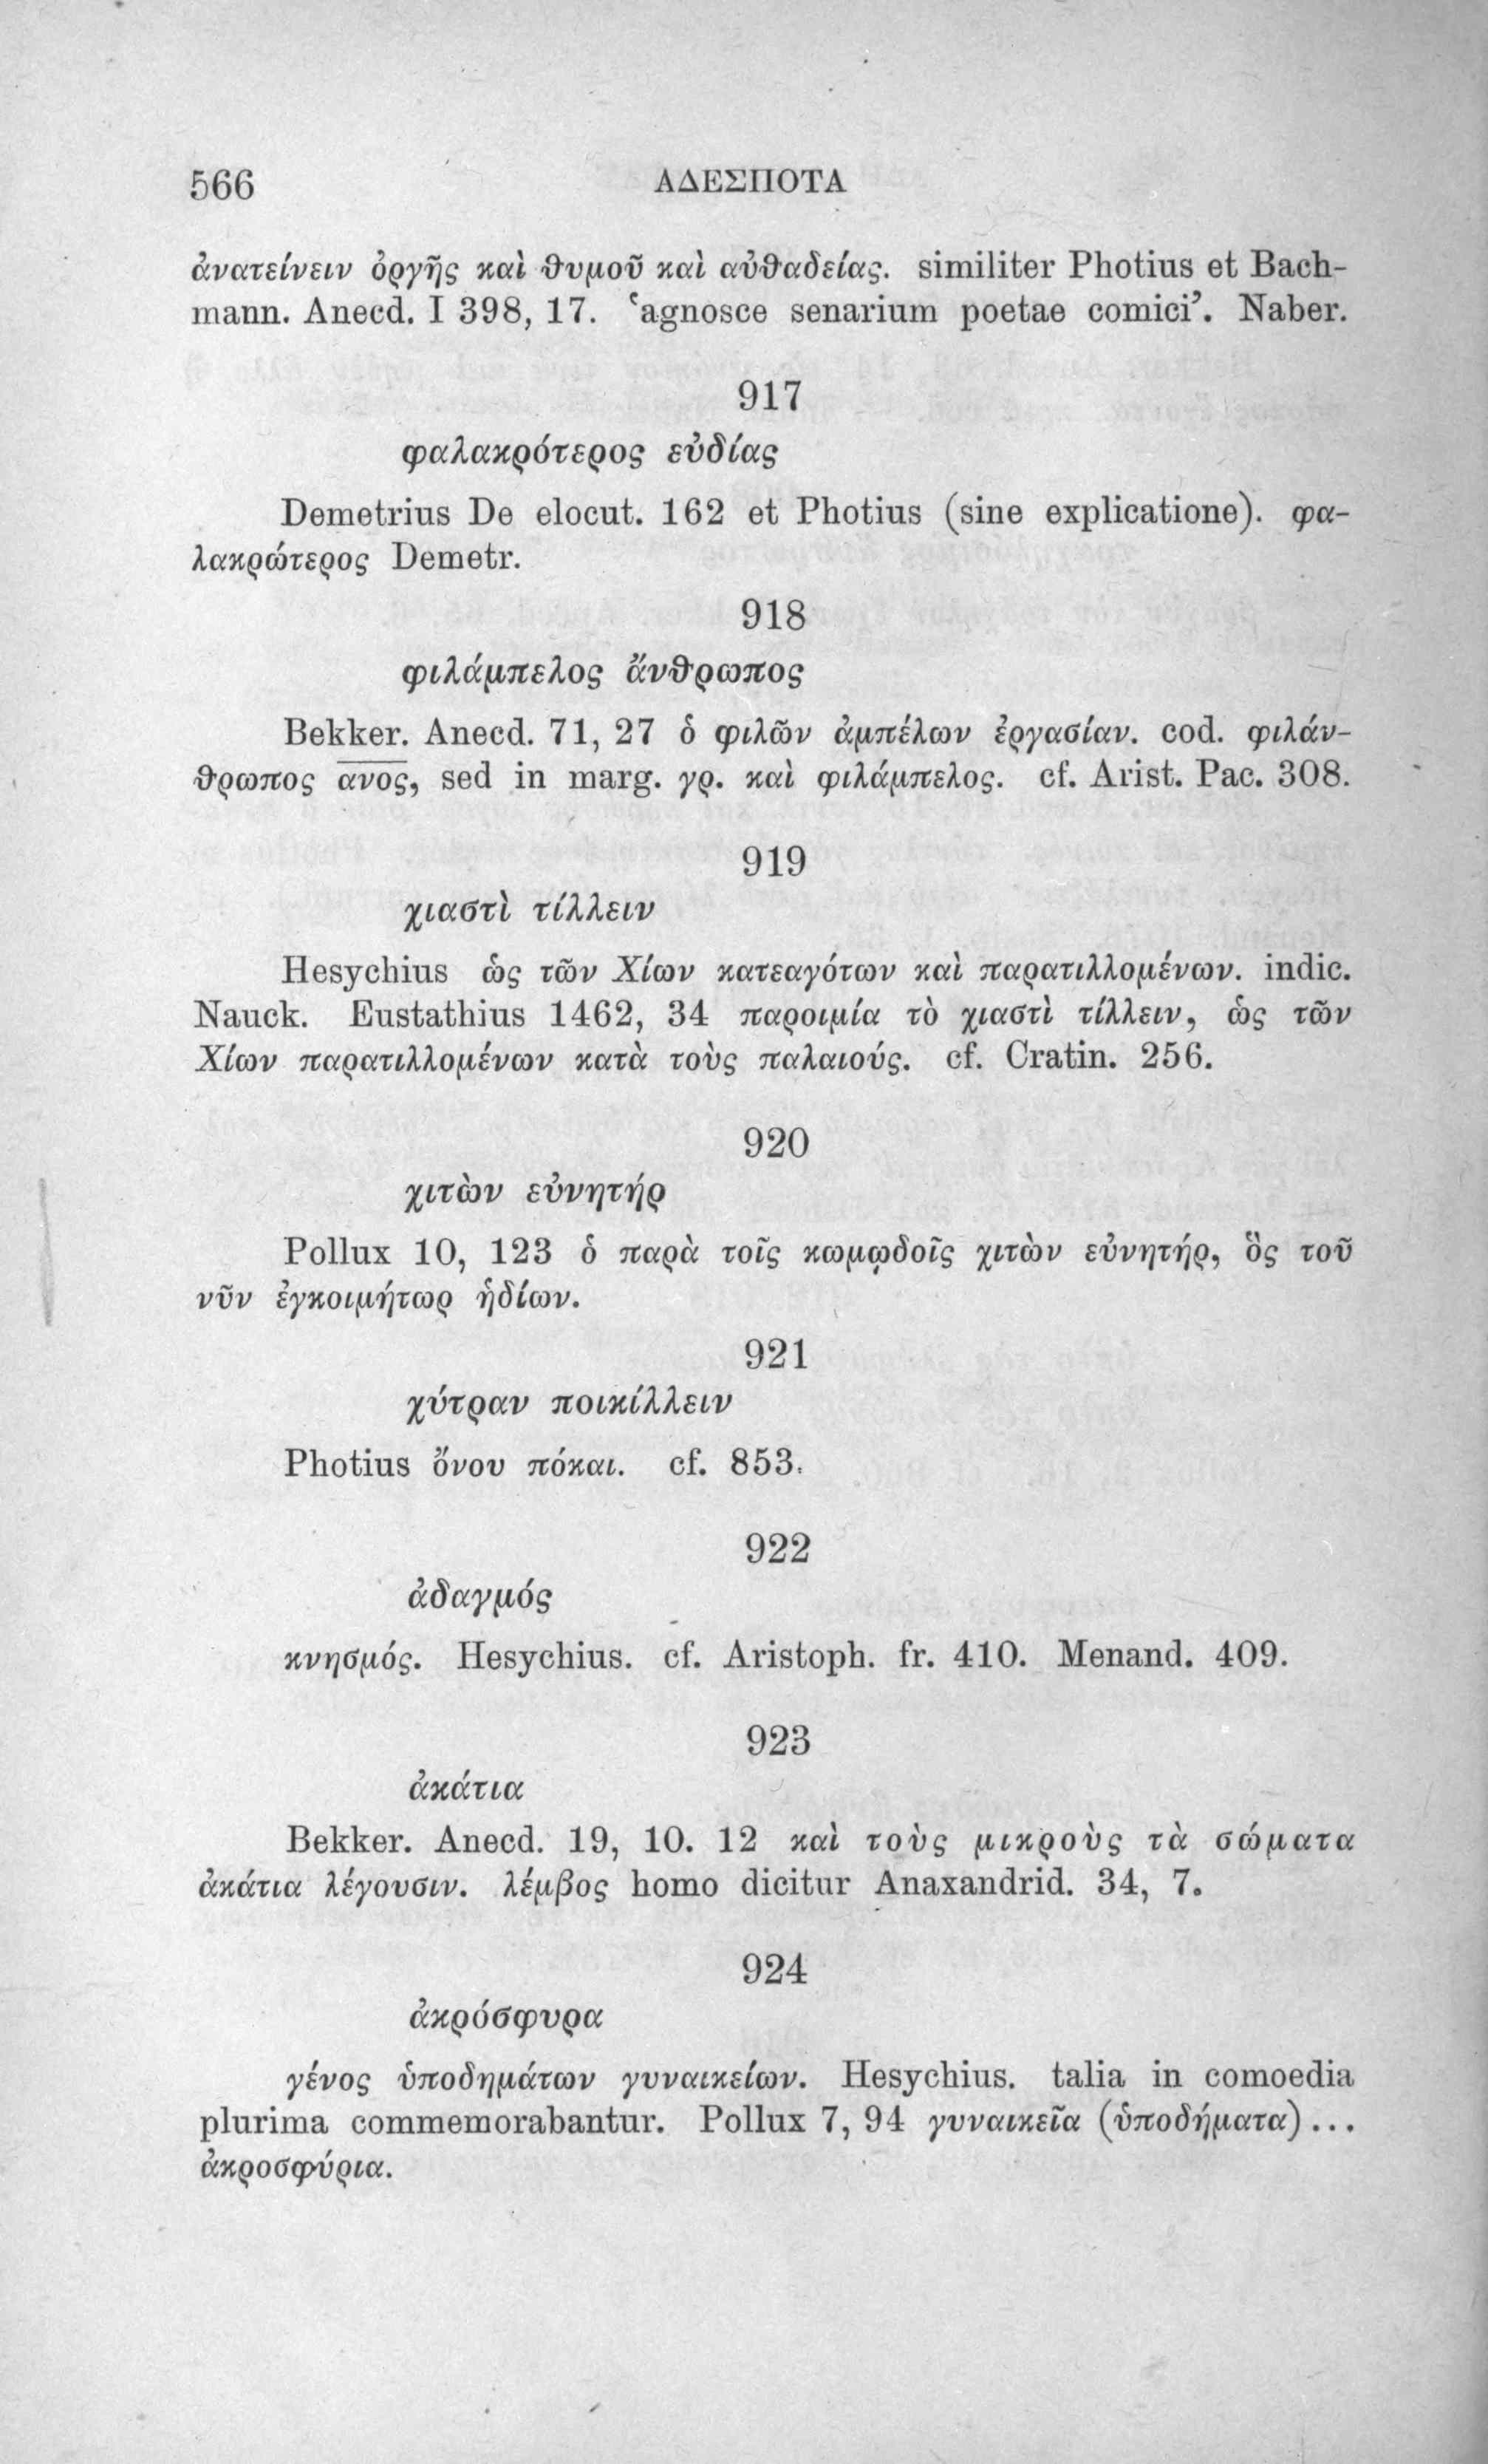 566 ΑΔΕΣΠΟΤΑ
ἀνατείνειν ὀργῆς καὶ θυμοῦ καὶ αὐθαδείας. similiter Photius et Bach-
mann. Anecd. I 398, 17. ‘agnosce senarium poetae comici’. Naber.
917
φαλακρότερος εὐδίας
Demetrius De elocut. 162 et Photius (sine explicatione). φα-
λακρώτερος Demetr.
918
φιλάμπελος ἄνθρωπος
Bekker. Anecd. 71, 27 ὁ φιλῶν ἀμπέλων ἐργασίαν. cod. φιλάν-
θρωπος α̅ν̅ο̅ς̅, sed in marg. γρ. καὶ φιλάμπελος. cf. Arist. Pac. 308.
919
χιαστὶ τίλλειν
Hesychius ὡς τῶν Χίων κατεαγότων καὶ παρατιλλομένων. indic.
Nauck. Eustathius 1462, 34 παροιμία τὸ χιαστὶ τίλλειν, ὡς τῶν
Χίων παρατιλλομένων κατὰ τοὺς παλαιούς. cf. Cratin. 256.
920
χιτὼν εὐνητήρ
Pollux 10, 123 ὁ παρὰ τοῖς κωμῳδοῖς χιτὼν εὐνητήρ, ὃς τοῦ
νῦν ἐγκοιμήτωρ ἡδίων.
921
χύτραν ποικίλλειν
Photius ὄνου πόκαι. cf. 853.
922
ἀδαγμός
κνησμός. Hesychius. cf. Aristoph. fr. 410. Menand. 409.
923
ἀκάτια
Bekker. Anecd. 19, 10. 12 καὶ τοὺς μικροὺς τὰ σώματα
ἀκάτια λέγουσιν. λέμβος homo dicitur Anaxandrid. 34, 7.
924
ἀκρόσφυρα
γένος ὑποδημάτων γυναικείων. Hesychius. talia in comoedia
plurima commemorabantur. Pollux 7, 94 γυναικεῖα (ὑποδήματα) ...
ἀκροσφύρια.